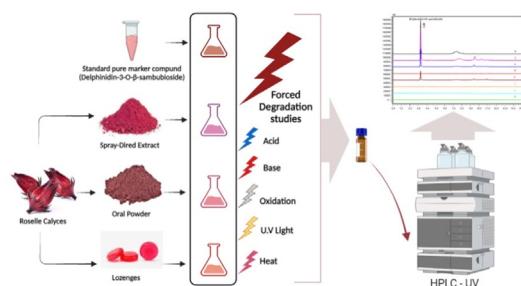 Standard pure marker compund
(Delphinidin-3-O-β-sambubioside)
Spray-Dired Extract
Roselle Calyces
Oral Powder
Lozenges
Forced
Degradation
studies
Acid
Base
Oxidation
U.V Light
Heat
HPLC - UV